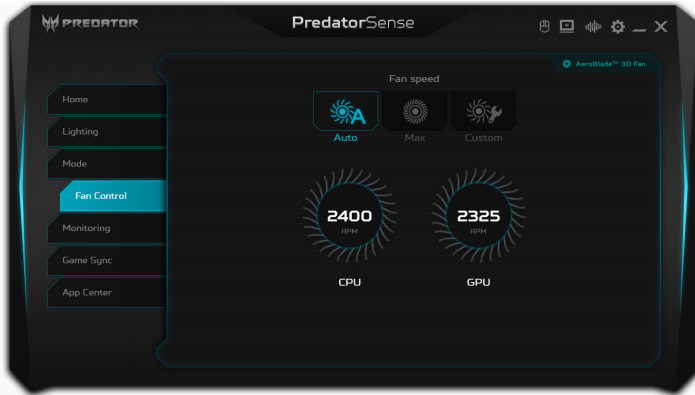 PREDATOR
PredatorSense
AeroBlade™ 3D Fan
Fan speed
Home
Lighting
Mode
Fan Control
Monitoring
Game Sync
App Center
A
Auto
Max
Custom
2400
RPM
CPU
2325
RPM
GPU